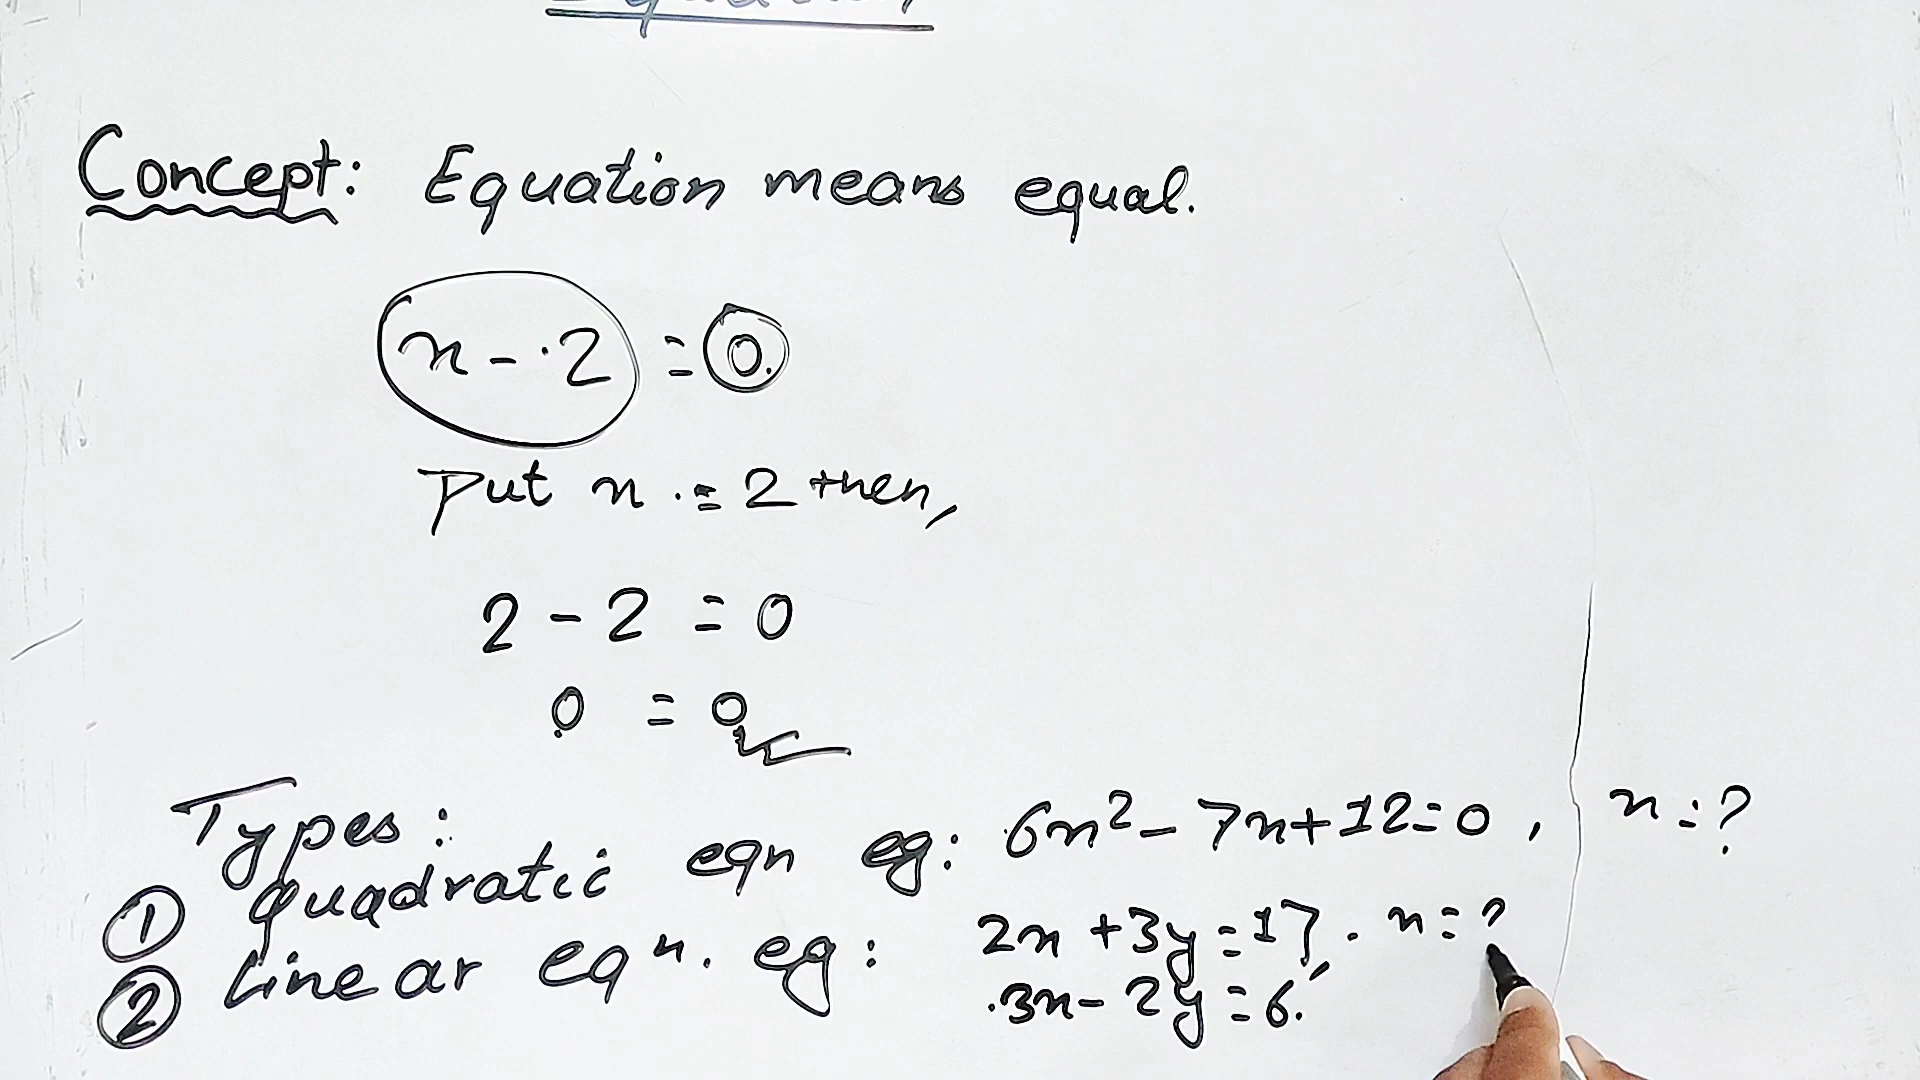 Equation
Concept: Equation means equal.
x - 2 = 0
put x = 2 then,
2 - 2 = 0
0 = 0
Types:
① quadratic eqn eg: 6x² - 7x + 12 = 0, x = ?
② Linear eqⁿ. eg: 2x + 3y = 17, x = ?
3x - 2y = 6